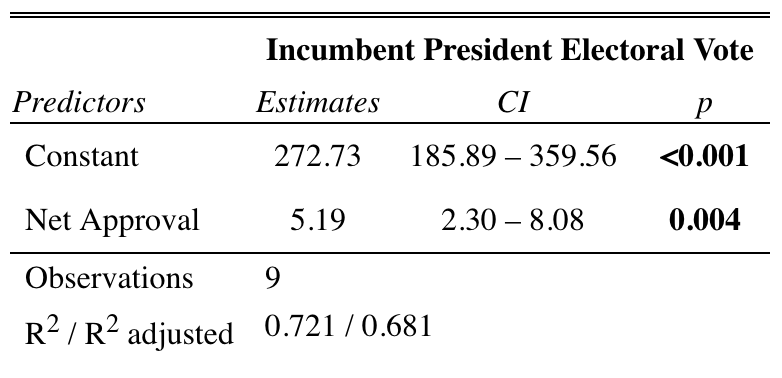 Incumbent President Electoral Vote
Predictors Estimates CI p
Constant 272.73 185.89 – 359.56 <0.001
Net Approval 5.19 2.30 – 8.08 0.004
Observations 9
R² / R² adjusted 0.721 / 0.681